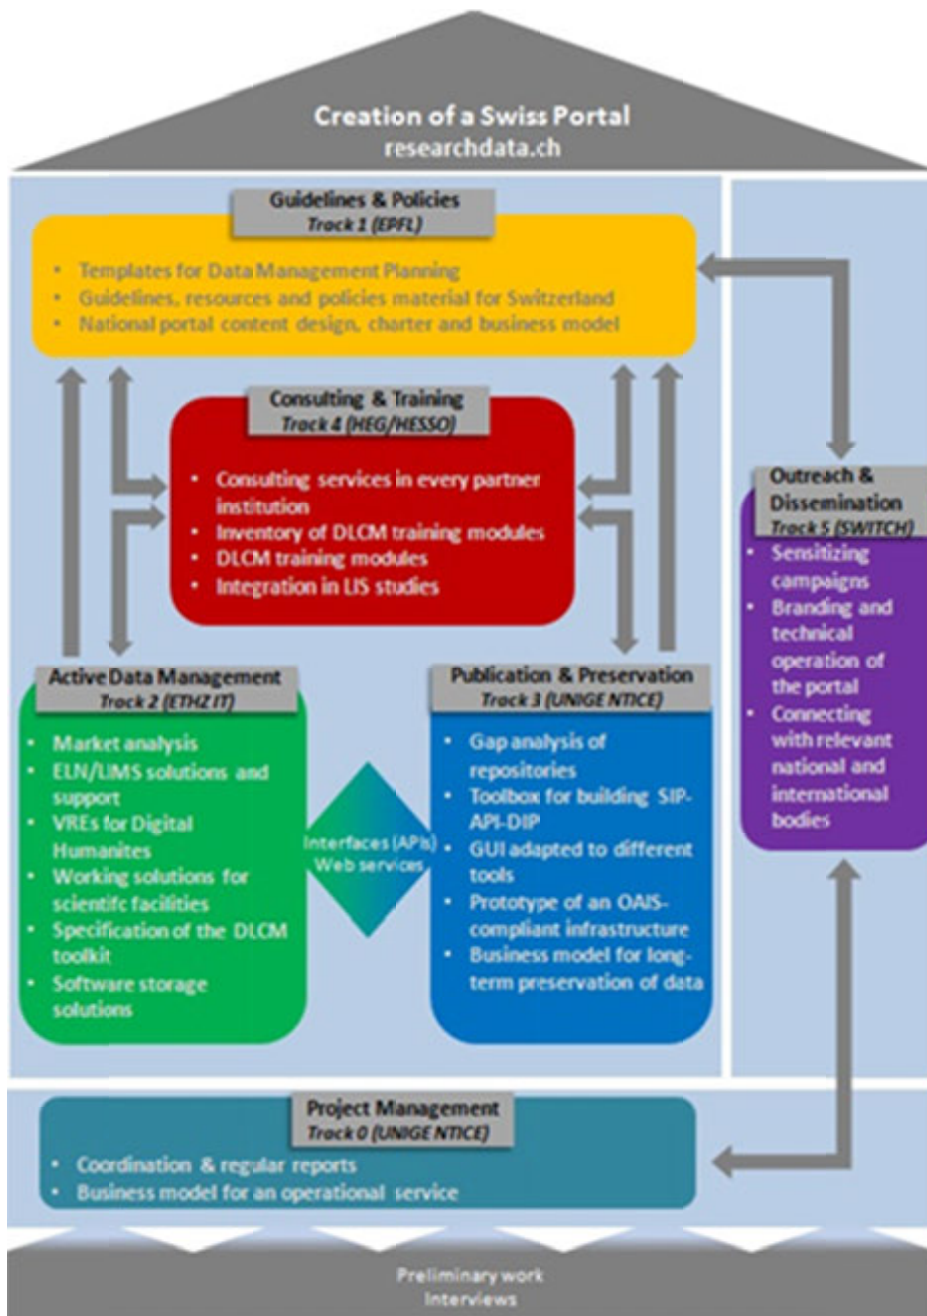 Creation of a Swiss Portal
researchdata.ch
Guidelines & Policies
Track 1 (EPFL)
• Templates for Data Management Planning
• Guidelines, resources and policies material for Switzerland
• National portal content design, charter and business model
Consulting & Training
Track 4 (HEG/HESSO)
• Consulting services in every partner
institution
• Inventory of DLCM training modules
• DLCM training modules
• Integration in LIS studies
Outreach &
Dissemination
Track 5 (SWITCH)
• Sensitizing
campaigns
• Branding and
technical
operation of
the portal
• Connecting
with relevant
national and
international
bodies
Active Data Management
Track 2 (ETHZ IT)
• Market analysis
• ELN/LIMS solutions and
support
• VREs for Digital
Humanites
• Working solutions for
scientifc facilities
• Specification of the DLCM
toolkit
• Software storage
solutions
Interfaces (APIs)
Web services
Publication & Preservation
Track 3 (UNIGE NTICE)
• Gap analysis of
repositories
• Toolbox for building SIP-
API-DIP
• GUI adapted to different
tools
• Prototype of an OAIS-
compliant infrastructure
• Business model for long-
term preservation of data
Project Management
Track 0 (UNIGE NTICE)
• Coordination & regular reports
• Business model for an operational service
Preliminary work
Interviews